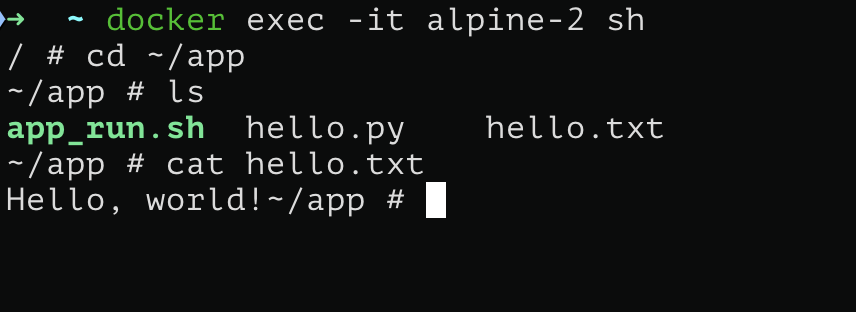 ➜  ~ docker exec -it alpine-2 sh
/ # cd ~/app
~/app # ls
app_run.sh  hello.py    hello.txt
~/app # cat hello.txt
Hello, world!~/app #